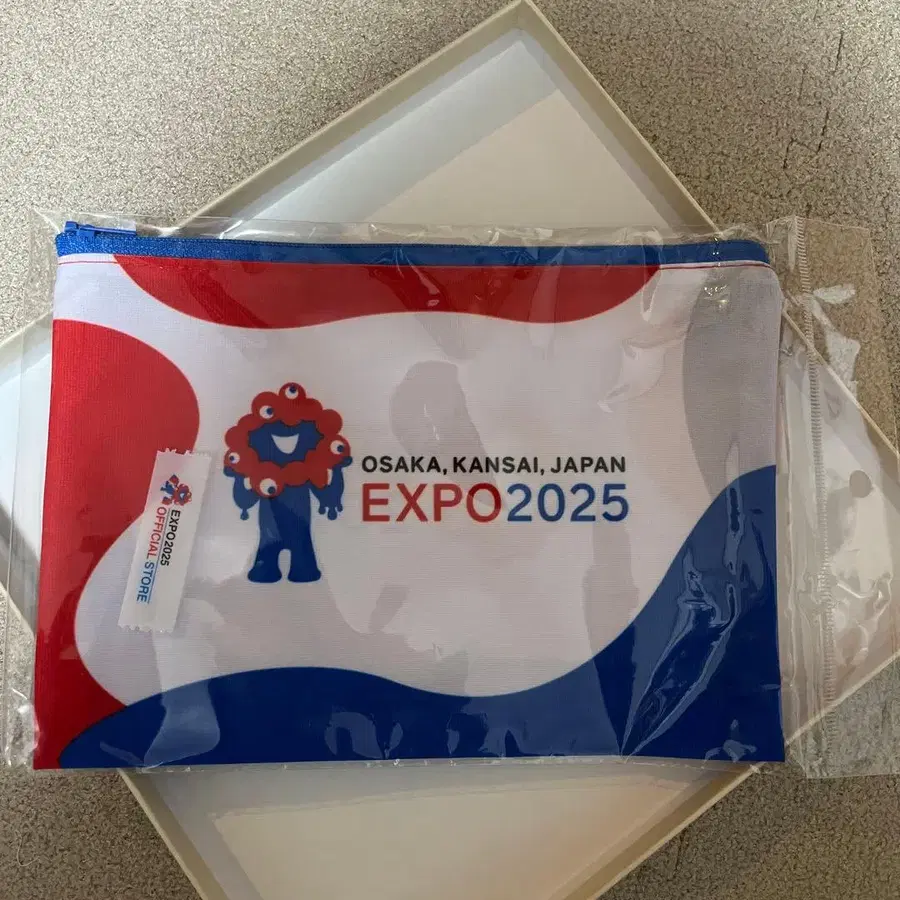 OSAKA, KANSAI, JAPAN
EXPO2025
EXPO2025
OFFICIAL STORE